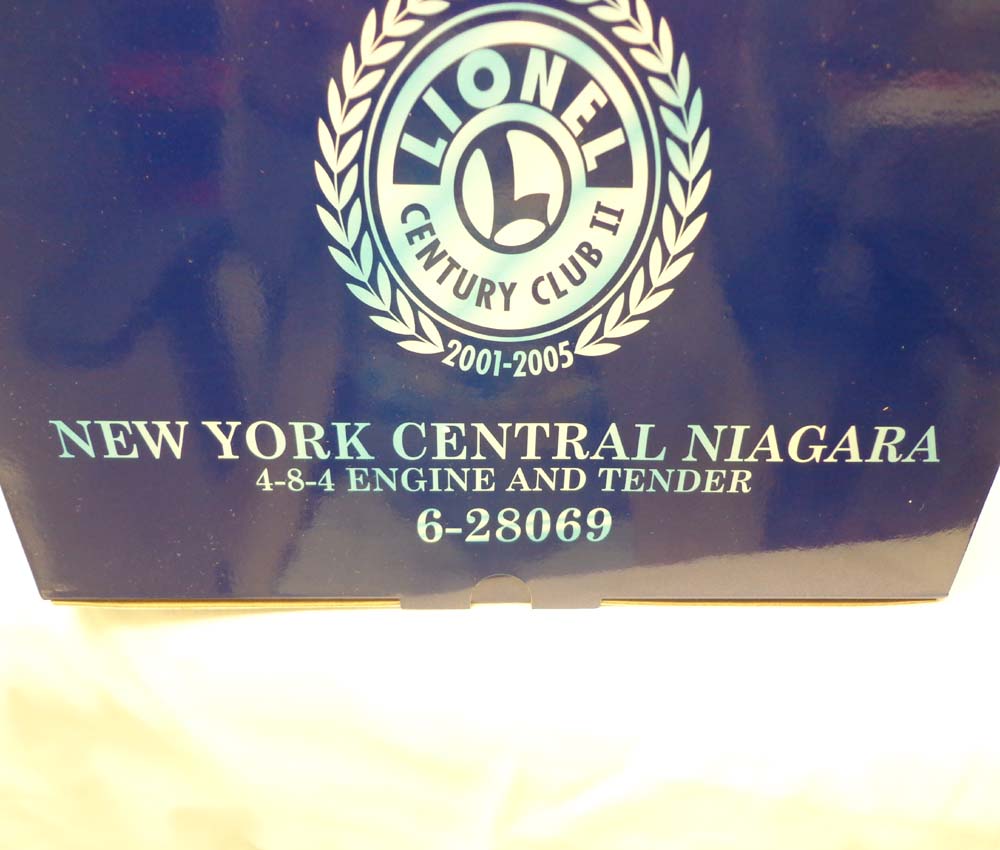 LIONEL
L
CENTURY CLUB II
2001-2005
NEW YORK CENTRAL NIAGARA
4-8-4 ENGINE AND TENDER
6-28069